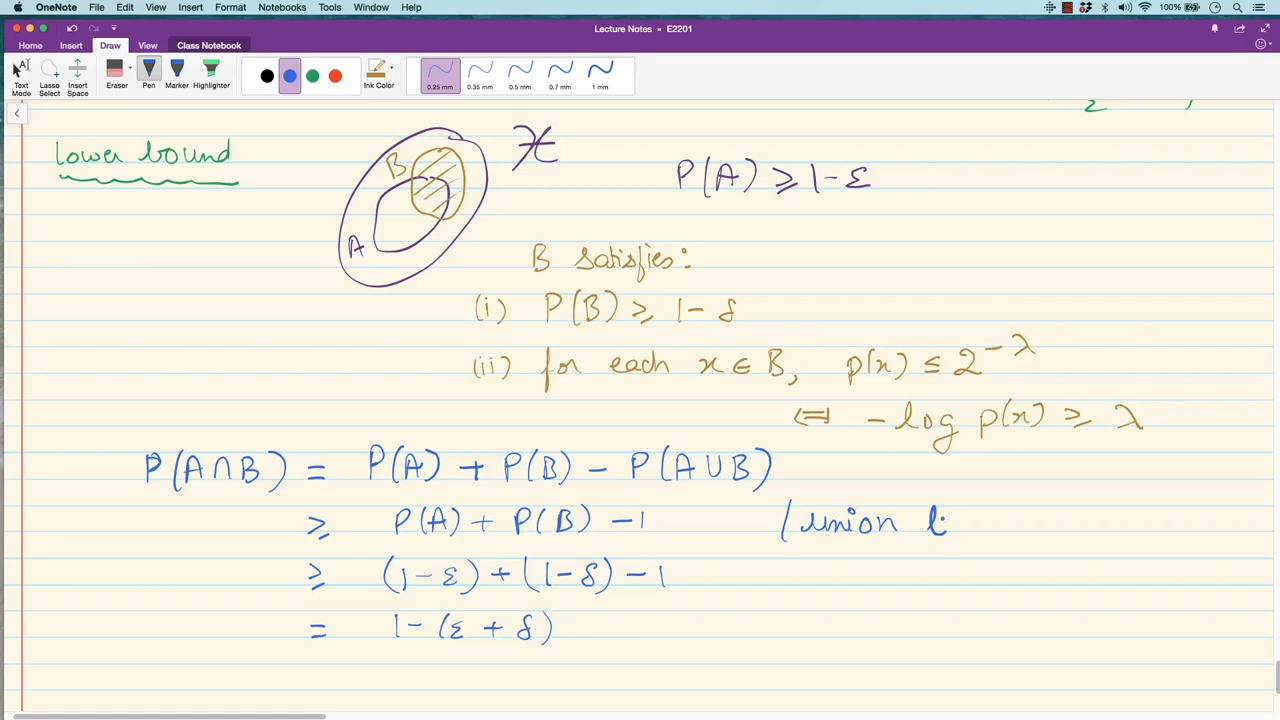 OneNote File Edit View Insert Format Notebooks Tools Window Help 100%
Lecture Notes » E2201
Home Insert Draw View Class Notebook
Text Mode Lasso Select Insert Space Eraser Pen Marker Highlighter Ink Color 0.25 mm 0.35 mm 0.5 mm 0.7 mm 1 mm
2 ,
lower bound
B A 𝒳
P(A) ≥ 1-ε
B satisfies:
(i) P(B) ≥ 1- δ
(ii) for each x ∈ B, p(x) ≤ 2^{-λ}
⇔ -log p(x) ≥ λ
P(A∩B) = P(A) + P(B) - P(A∪B)
≥ P(A) + P(B) -1 (union
≥ (1-ε) + (1-δ) -1
= 1- (ε + δ)